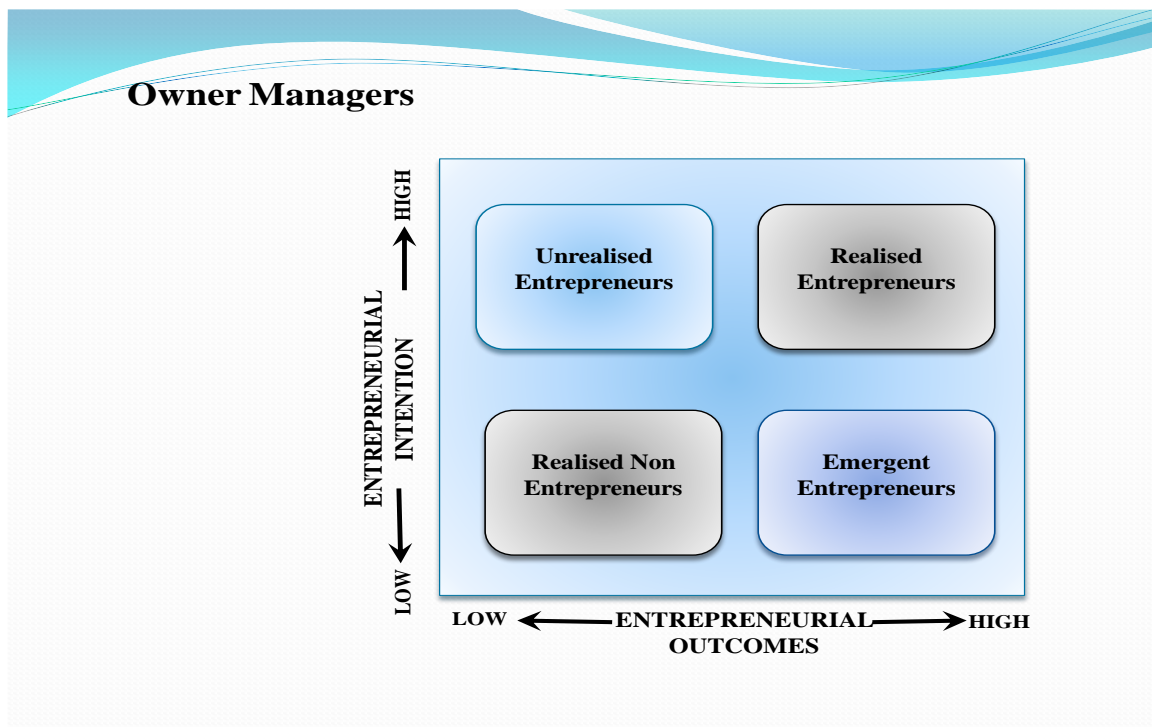 Owner Managers
HIGH
ENTREPRENEURIAL
INTENTION
LOW
Unrealised
Entrepreneurs
Realised
Entrepreneurs
Realised Non
Entrepreneurs
Emergent
Entrepreneurs
LOW
ENTREPRENEURIAL
OUTCOMES
HIGH